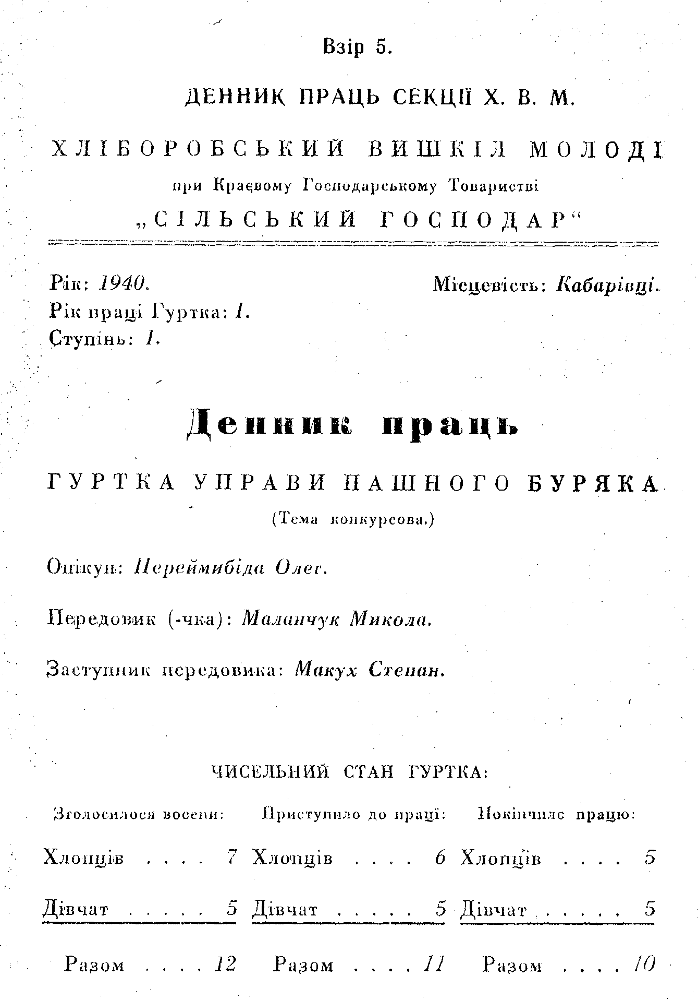 Взір 5.
ДЕННИК ПРАЦЬ СЕКЦІЇ Х. В. М.
ХЛІБОРОБСЬКИЙ ВИШКІЛ МОЛОДІ
при Краєвому Господарському Товаристві
„СІЛЬСЬКИЙ ГОСПОДАР“
Рік: 1940. Місцевість: Кабарівці.
Рік праці Гуртка: 1.
Ступінь: 1.
Денник праць
ГУРТКА УПРАВИ ПАШНОГО БУРЯКА
(Тема конкурсова.)
Опікун: Переймибіда Олег.
Передовик (-чка): Маланчук Микола.
Заступник передовика: Макух Степан.
ЧИСЕЛЬНИЙ СТАН ГУРТКА:
Зголосилося восени: Приступило до праці: Покінчило працю:
Хлопців .... 7 Хлопців .... 6 Хлопців .... 5
Дівчат ..... 5 Дівчат ..... 5 Дівчат ..... 5
Разом .... 12 Разом .... 11 Разом .... 10